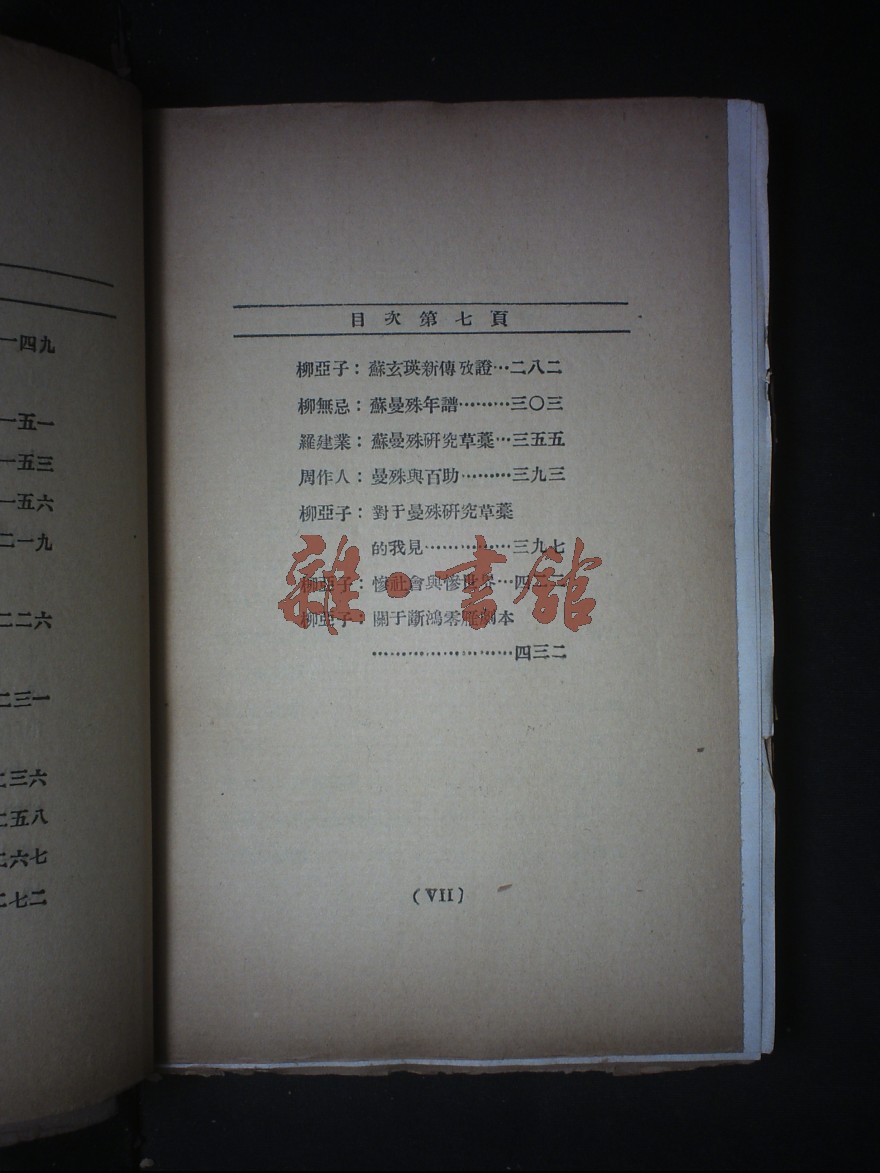 一四九
一五一
一五三
一五六
二一九
二二六
二三一
二三六
二五八
二六七
二七二
目次第七頁
柳亞子：蘇玄瑛新傳攷證…二八二
柳無忌：蘇曼殊年譜………三〇三
羅建業：蘇曼殊研究草藁…三五五
周作人：曼殊與百助………三九三
柳亞子：對于曼殊研究草藁
的我見……………三九七
柳亞子：慘社會與慘世界…四二
柳亞子：關于斷鴻零雁劇本
…………………………四三二
(VII)
雜·書館